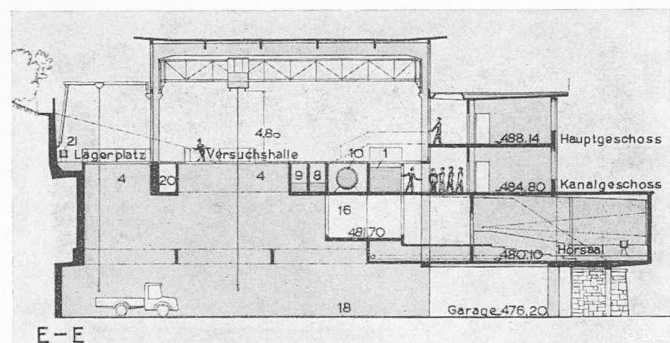 4,80
488.14 Hauptgeschoss
21
Lagerplatz
Versuchshalle
10
1
4
20
4
9
8
484.80 Kanalgeschoss
16
481.70
480.10
Hörsaal
18
Garage 476.20
E–E